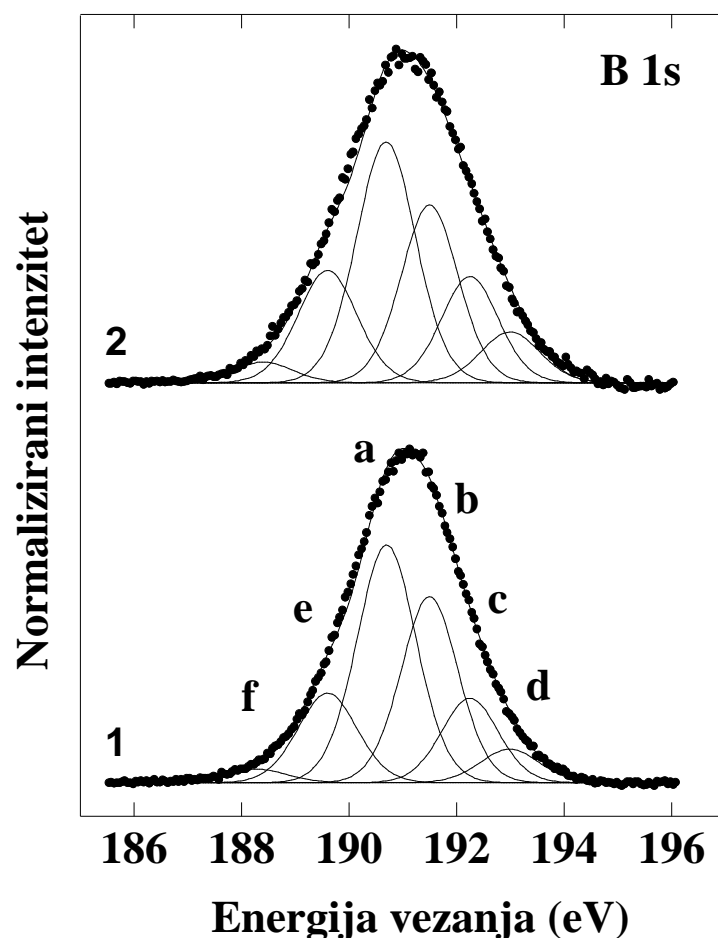 B 1s
Normalizirani intenzitet
2
a
b
e
c
f
d
1
186 188 190 192 194 196
Energija vezanja (eV)